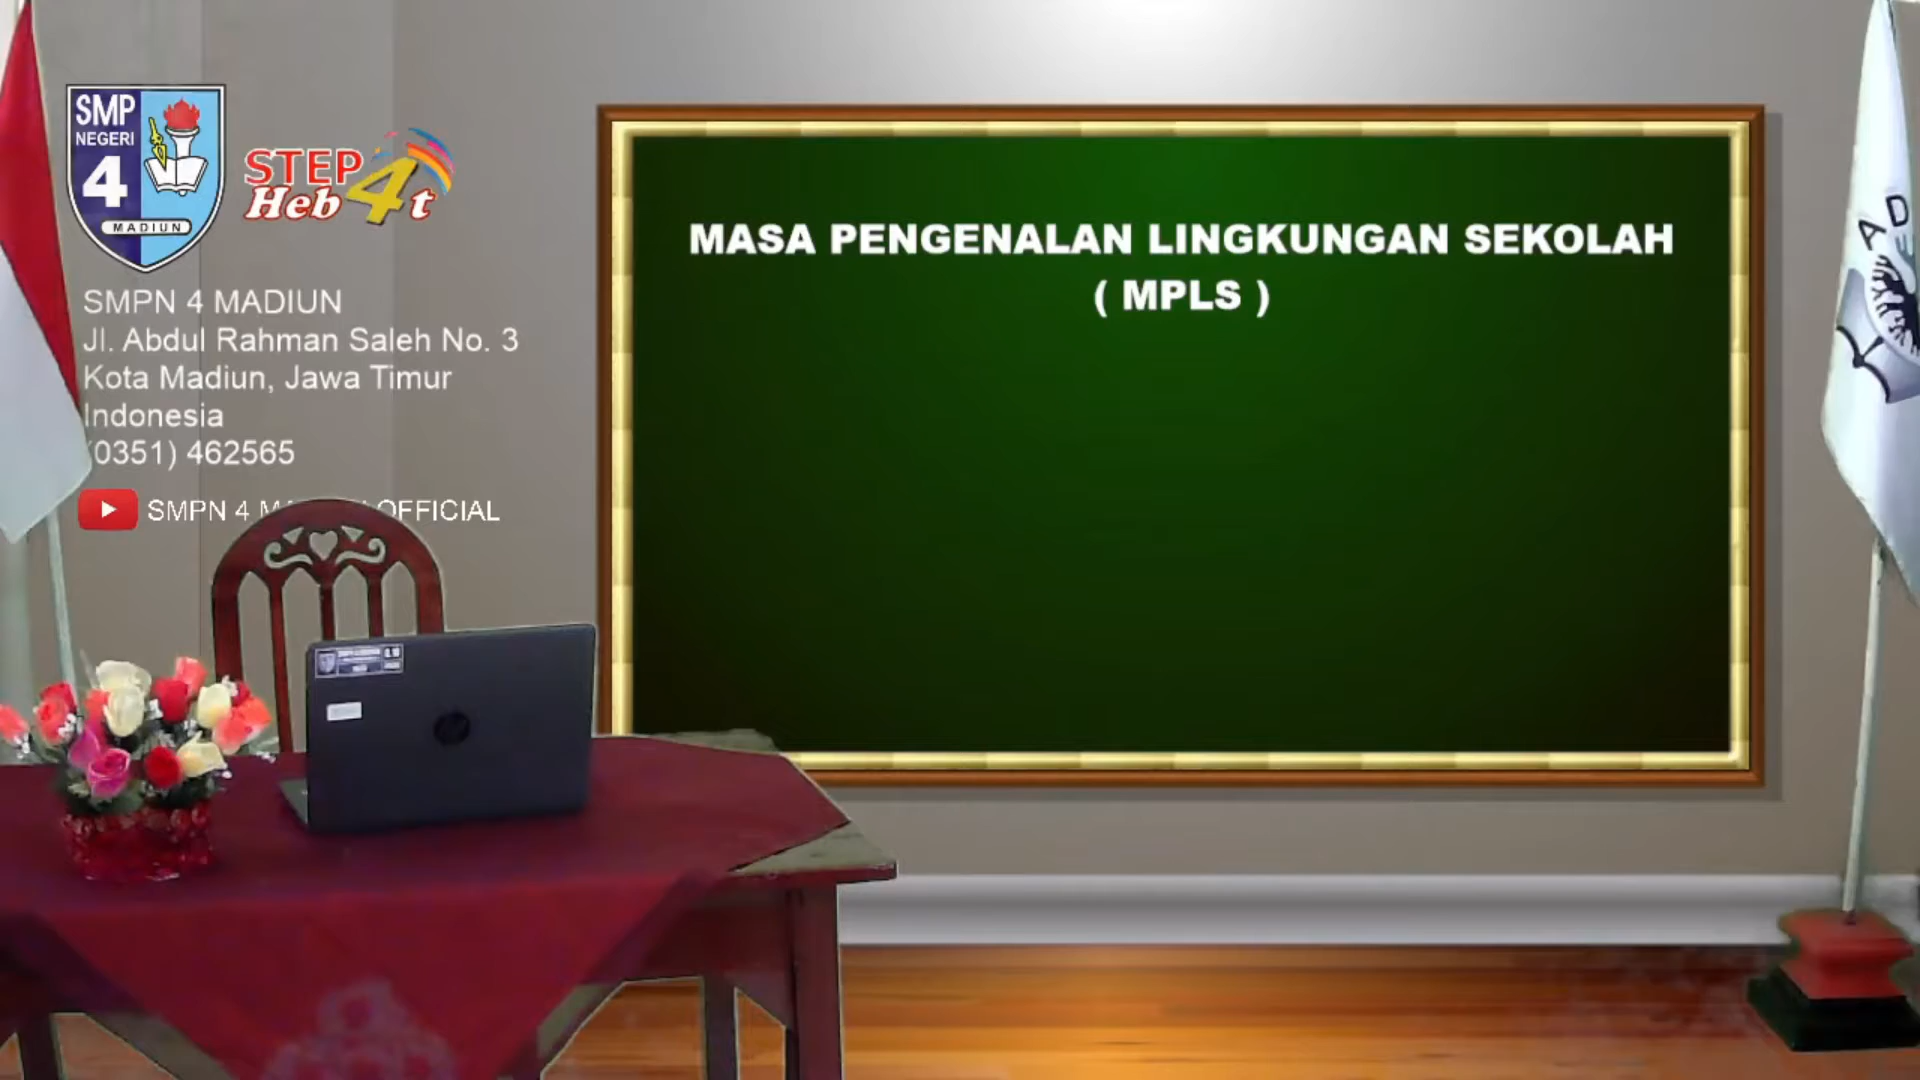 SMP
NEGERI
4
MADIUN
STEP
Heb4t
SMPN 4 MADIUN
Jl. Abdul Rahman Saleh No. 3
Kota Madiun, Jawa Timur
Indonesia
(0351) 462565
SMPN 4 OFFICIAL
MASA PENGENALAN LINGKUNGAN SEKOLAH
( MPLS )